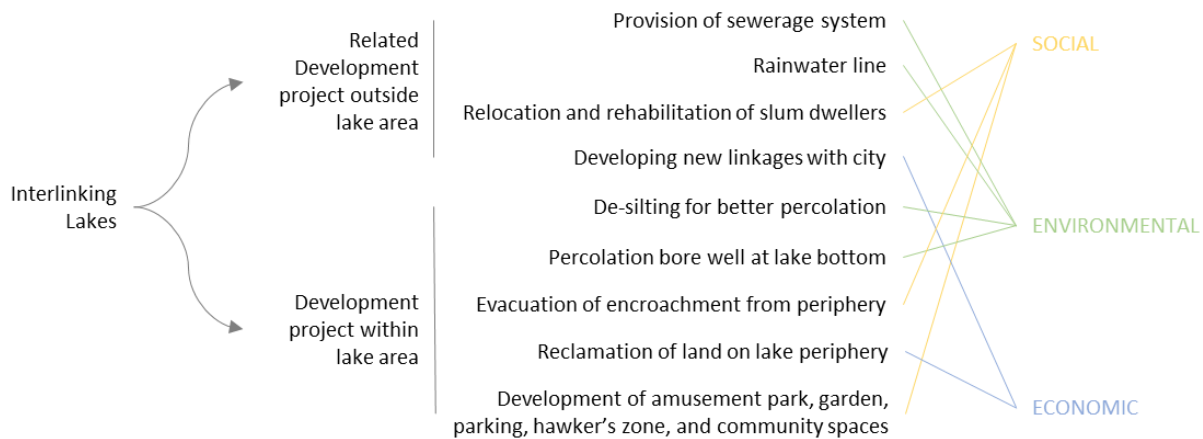 Interlinking
Lakes
Related
Development
project outside
lake area
Development
project within
lake area
Provision of sewerage system
Rainwater line
Relocation and rehabilitation of slum dwellers
Developing new linkages with city
De-silting for better percolation
Percolation bore well at lake bottom
Evacuation of encroachment from periphery
Reclamation of land on lake periphery
Development of amusement park, garden,
parking, hawker's zone, and community spaces
SOCIAL
ENVIRONMENTAL
ECONOMIC